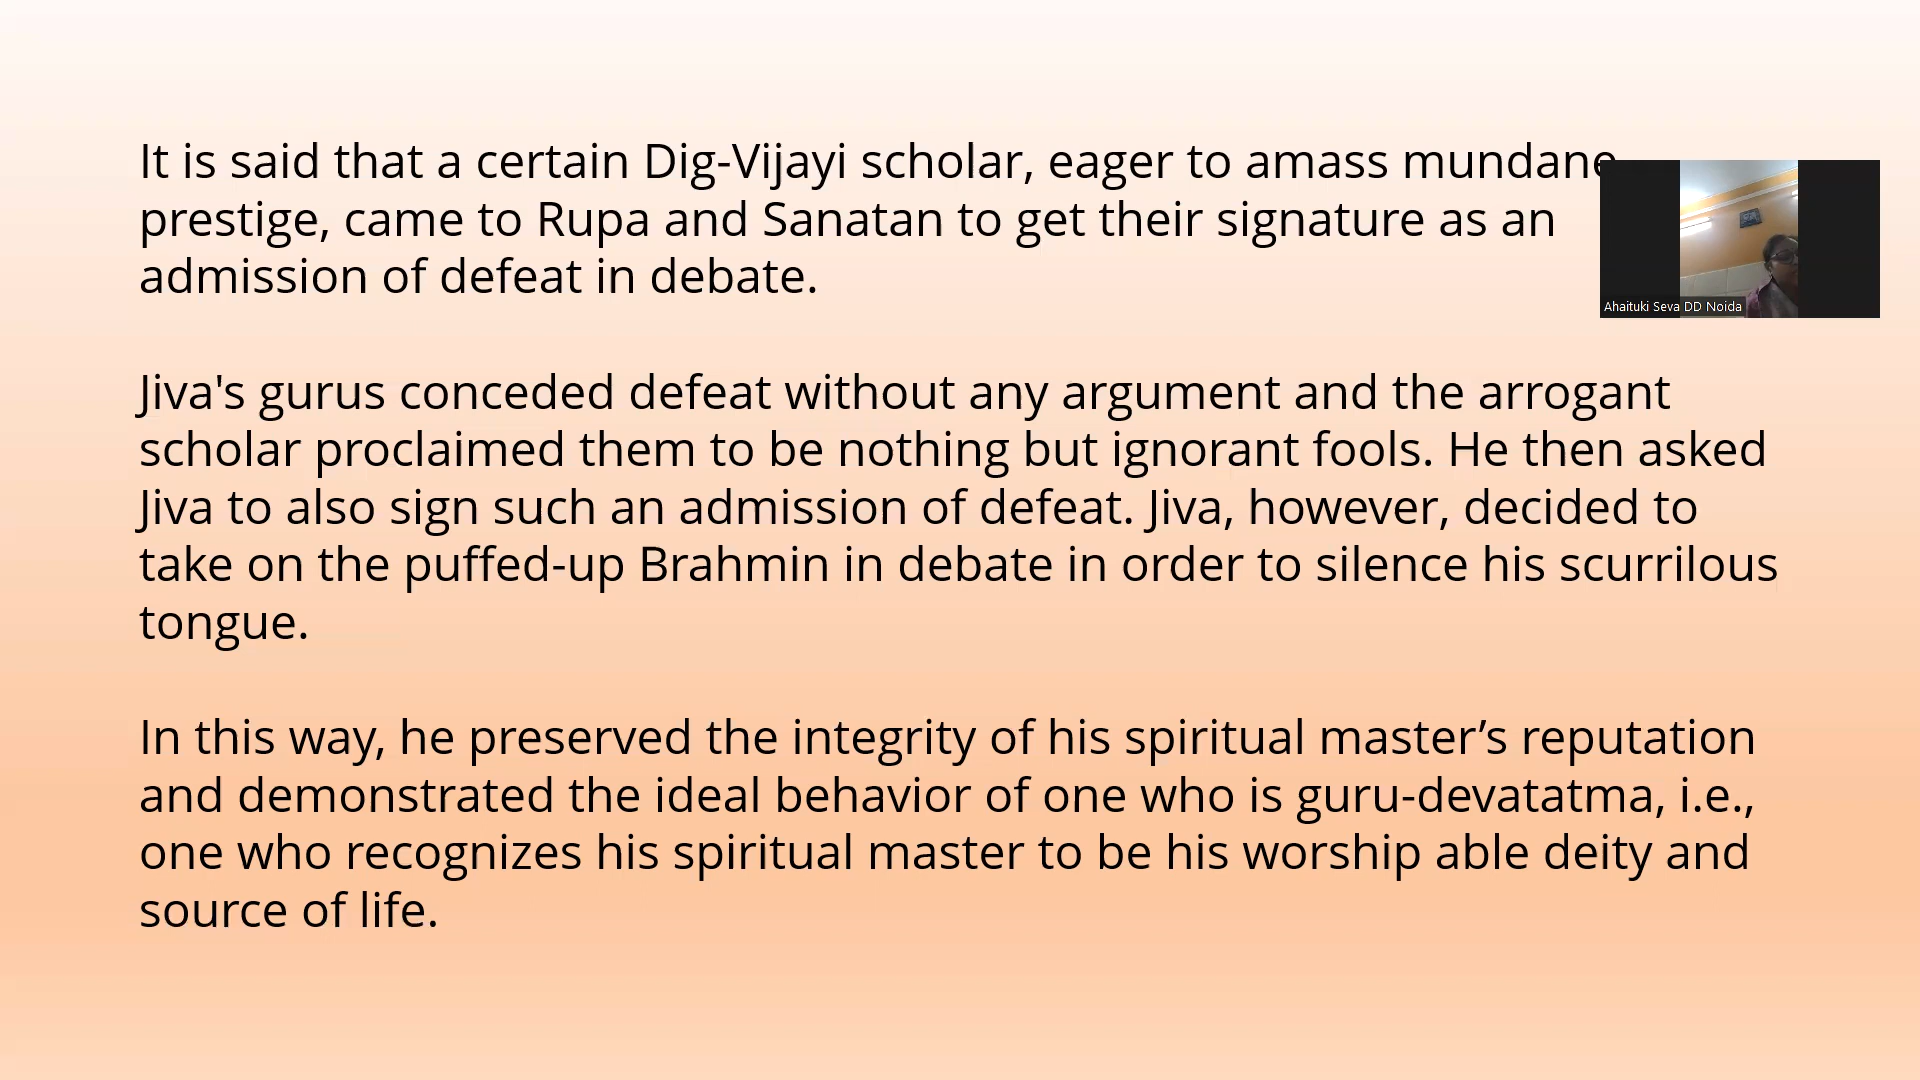 It is said that a certain Dig-Vijayi scholar, eager to amass mundane
prestige, came to Rupa and Sanatan to get their signature as an
admission of defeat in debate.
Ahaituki Seva DD Noida
Jiva's gurus conceded defeat without any argument and the arrogant
scholar proclaimed them to be nothing but ignorant fools. He then asked
Jiva to also sign such an admission of defeat. Jiva, however, decided to
take on the puffed-up Brahmin in debate in order to silence his scurrilous
tongue.
In this way, he preserved the integrity of his spiritual master’s reputation
and demonstrated the ideal behavior of one who is guru-devatatma, i.e.,
one who recognizes his spiritual master to be his worship able deity and
source of life.